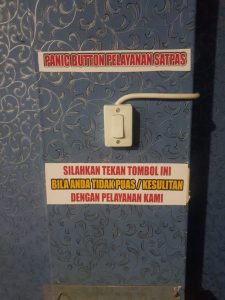 PANIC BUTTON PELAYANAN SATPAS
SILAHKAN TEKAN TOMBOL INI
BILA ANDA TIDAK PUAS / KESULITAN
DENGAN PELAYANAN KAMI